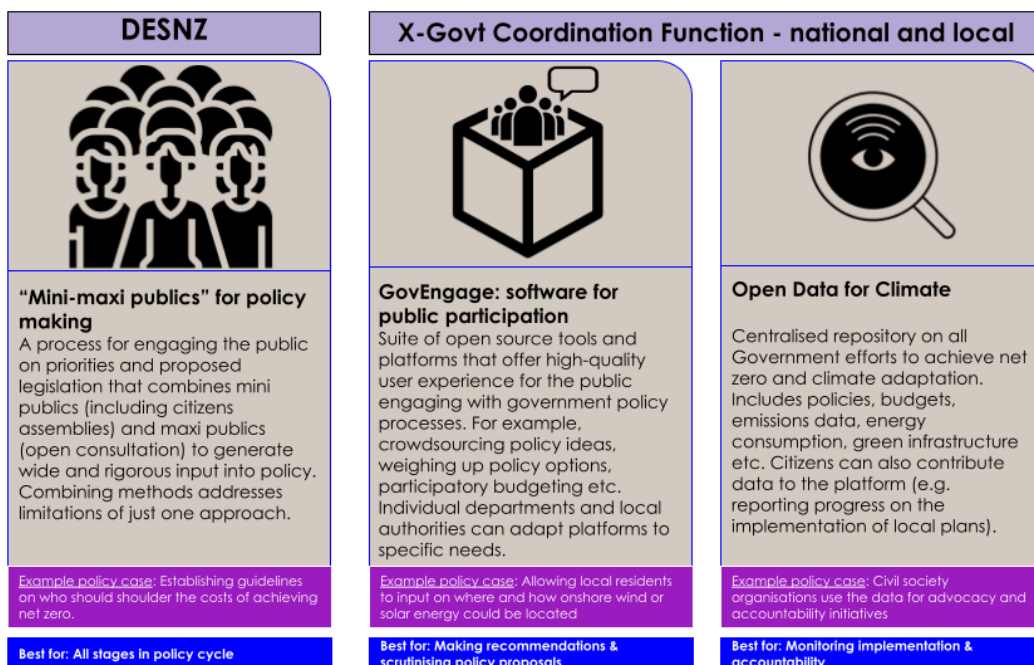 DESNZ
X-Govt Coordination Function - national and local
“Mini-maxi publics” for policy
making
A process for engaging the public
on priorities and proposed
legislation that combines mini
publics (including citizens
assemblies) and maxi publics
(open consultation) to generate
wide and rigorous input into policy.
Combining methods addresses
limitations of just one approach.
Example policy case: Establishing guidelines
on who should shoulder the costs of achieving
net zero.
Best for: All stages in policy cycle
GovEngage: software for
public participation
Suite of open source tools and
platforms that offer high-quality
user experience for the public
engaging with government policy
processes. For example,
crowdsourcing policy ideas,
weighing up policy options,
participatory budgeting etc.
Individual departments and local
authorities can adapt platforms to
specific needs.
Example policy case: Allowing local residents
to input on where and how onshore wind or
solar energy could be located
Best for: Making recommendations &
scrutinising policy proposals
Open Data for Climate
Centralised repository on all
Government efforts to achieve net
zero and climate adaptation.
Includes policies, budgets,
emissions data, energy
consumption, green infrastructure
etc. Citizens can also contribute
data to the platform (e.g.
reporting progress on the
implementation of local plans).
Example policy case: Civil society
organisations use the data for advocacy and
accountability initiatives
Best for: Monitoring implementation &
accountability